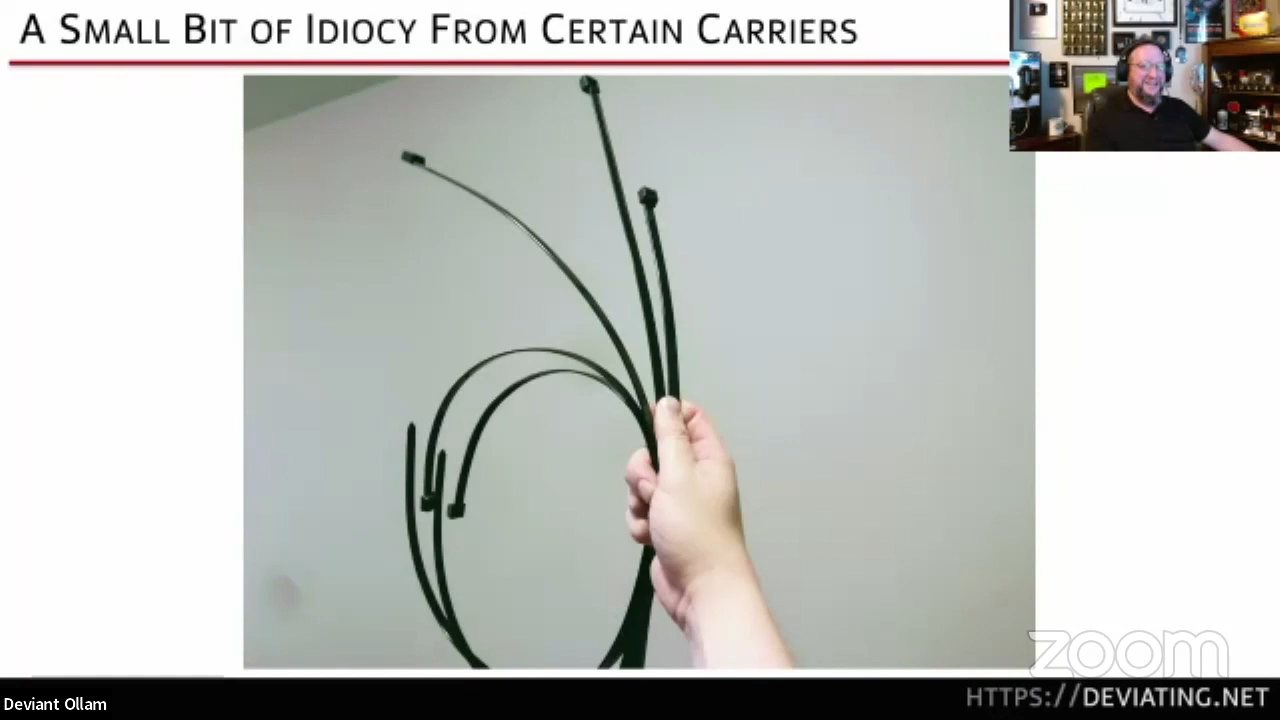 A SMALL BIT OF IDIOCY FROM CERTAIN CARRIERS
zoom
Deviant Ollam
HTTPS://DEVIATING.NET